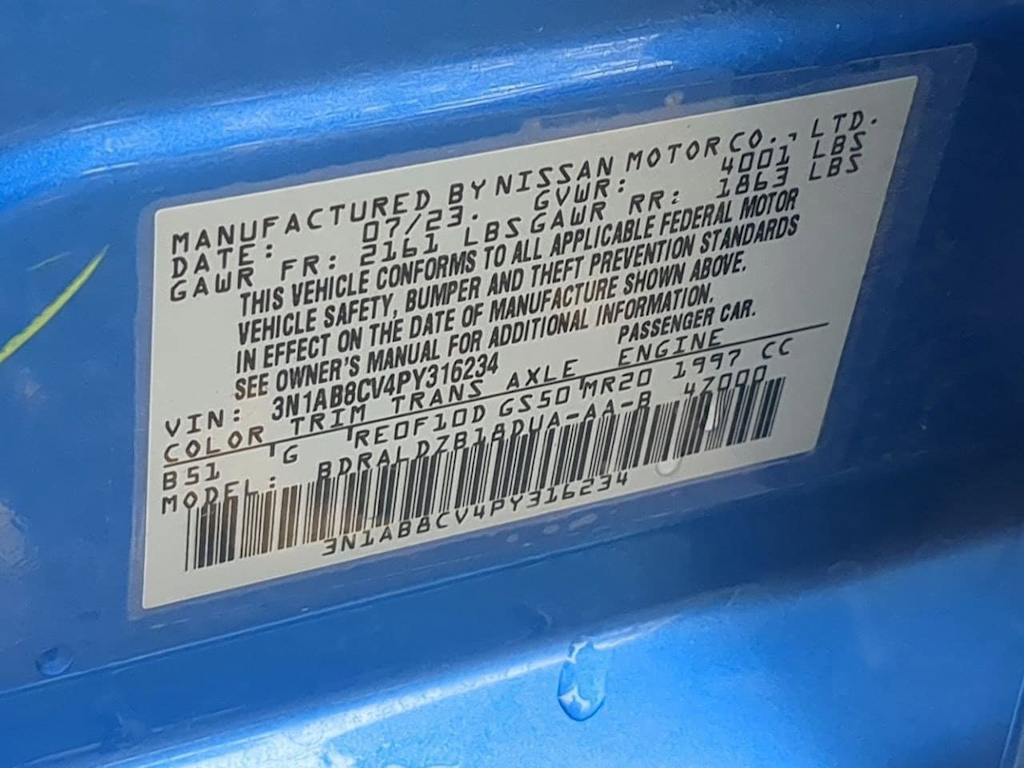 MANUFACTURED BY NISSAN MOTOR CO., LTD.
DATE: 07/23. GVWR: 4001 LBS
GAWR FR: 2161 LBS GAWR RR: 1863 LBS
THIS VEHICLE CONFORMS TO ALL APPLICABLE FEDERAL MOTOR
VEHICLE SAFETY, BUMPER AND THEFT PREVENTION STANDARDS
IN EFFECT ON THE DATE OF MANUFACTURE SHOWN ABOVE.
SEE OWNER'S MANUAL FOR ADDITIONAL INFORMATION.
VIN: 3N1AB8CV4PY316234 PASSENGER CAR.
COLOR TRIM TRANS AXLE ENGINE
B51 G RE0F10D GS50 MR20 1997 CC
MODEL: BDRALDZB18DUA-AA-B 47000
3N1AB8CV4PY316234